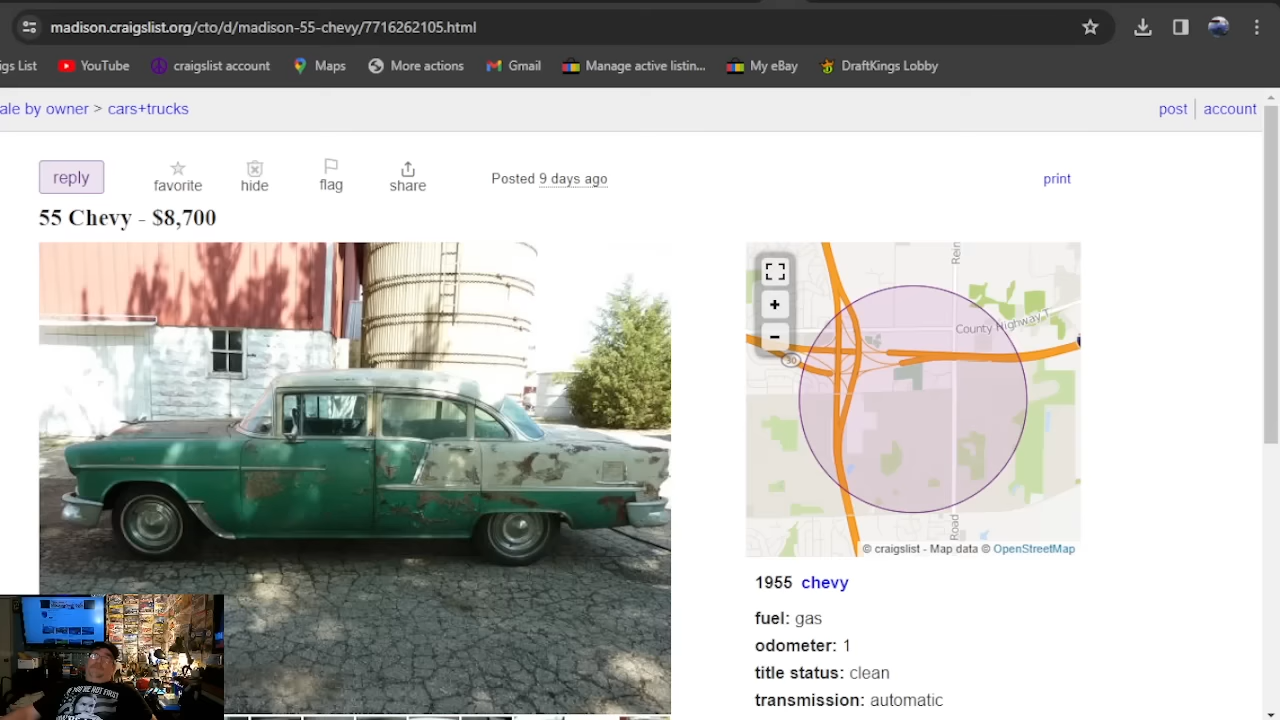 madison.craigslist.org/cto/d/madison-55-chevy/7716262105.html
gs List YouTube craigslist account Maps More actions Gmail Manage active listin... My eBay DraftKings Lobby
ale by owner > cars+trucks post account
reply favorite hide flag share Posted 9 days ago print
55 Chevy - $8,700
+
-
30
County Highway T
Road
© craigslist - Map data © OpenStreetMap
1955 chevy
fuel: gas
odometer: 1
title status: clean
transmission: automatic